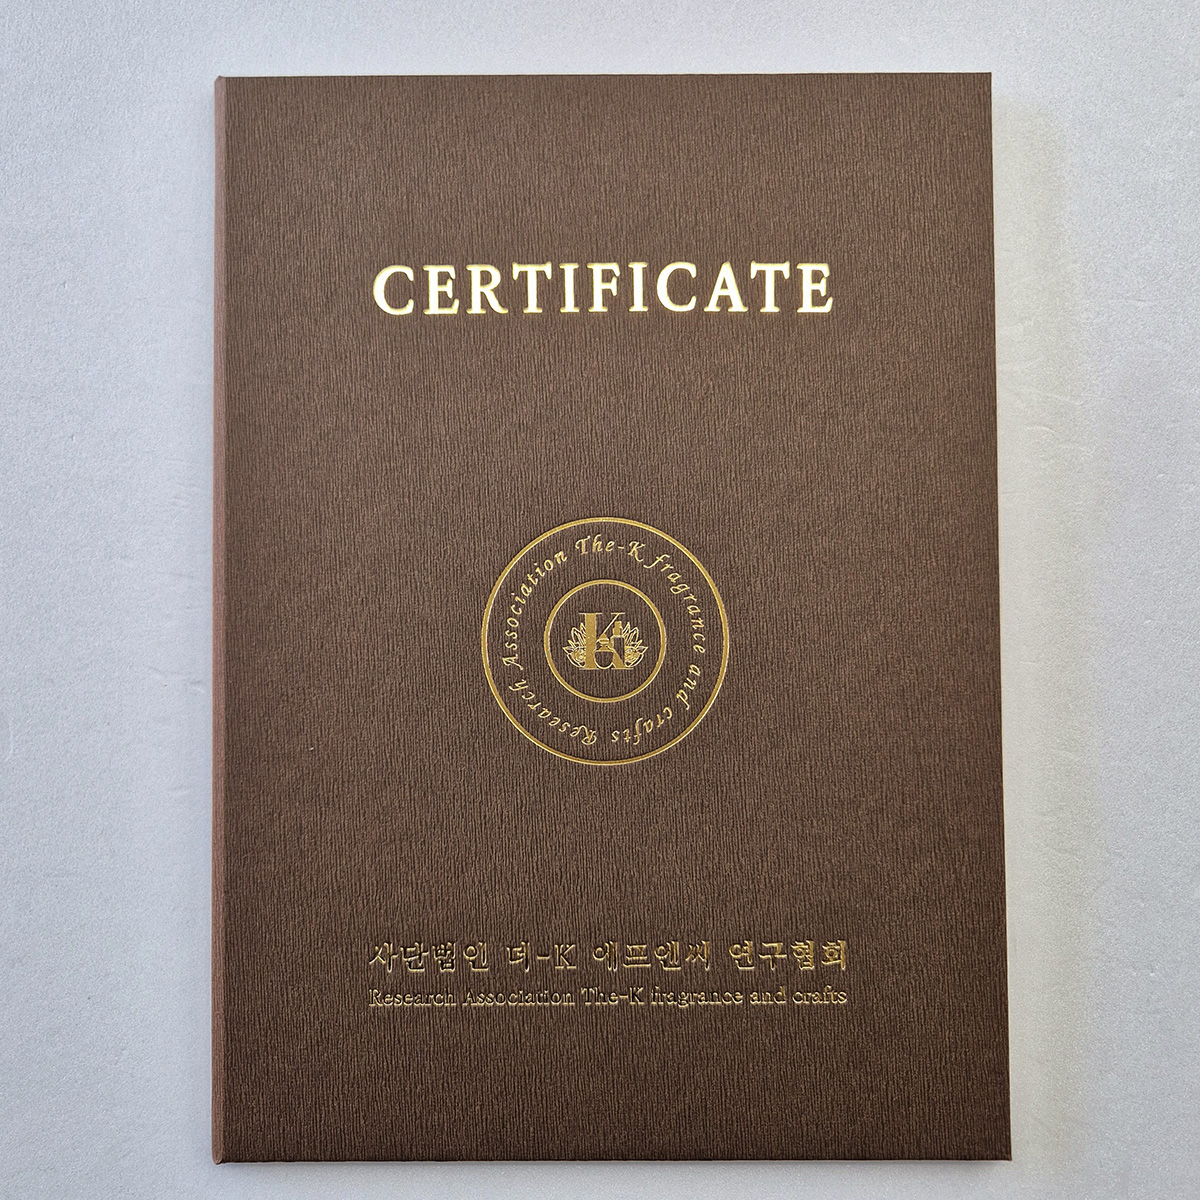 CERTIFICATE
Research Association The-K fragrance and crafts
K
사단법인 더-K 에프앤씨 연구협회
Research Association The-K fragrance and crafts